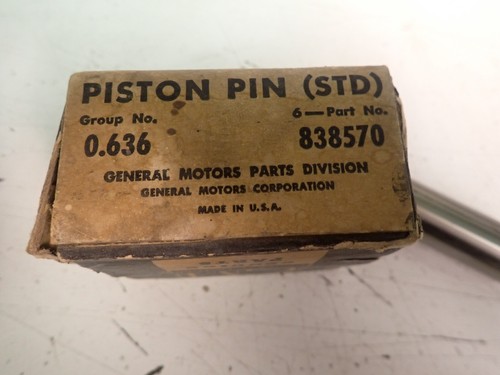 PISTON PIN (STD)
Group No. 6—Part No.
0.636 838570
GENERAL MOTORS PARTS DIVISION
GENERAL MOTORS CORPORATION
MADE IN U.S.A.